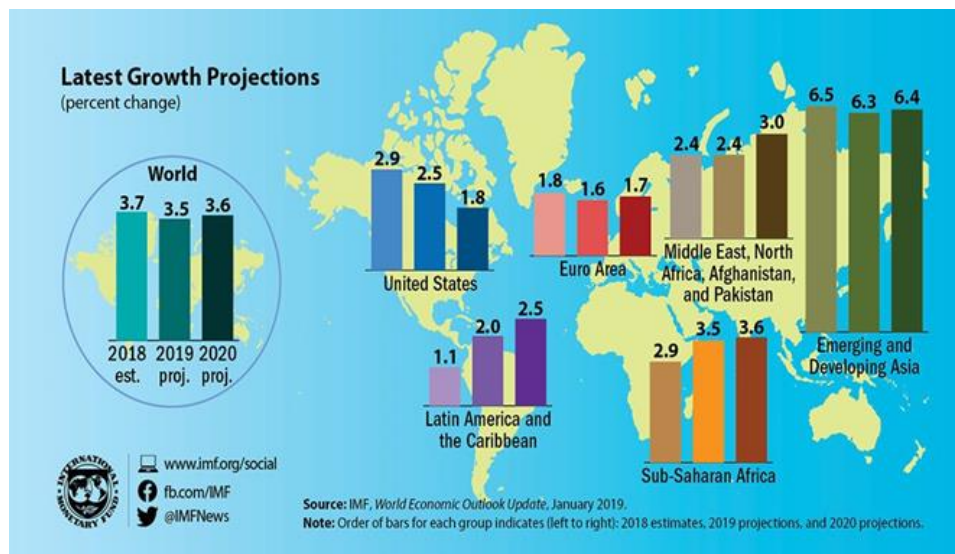 Latest Growth Projections
(percent change)
World
3.7
3.5
3.6
2018
est.
2019
proj.
2020
proj.
2.9
2.5
1.8
United States
1.8
1.6
1.7
Euro Area
2.4
2.4
3.0
Middle East, North
Africa, Afghanistan,
and Pakistan
6.5
6.3
6.4
Emerging and
Developing Asia
1.1
2.0
2.5
Latin America and
the Caribbean
2.9
3.5
3.6
Sub-Saharan Africa
INTERNATIONAL
MONETARY FUND
www.imf.org/social
fb.com/IMF
@IMFNews
Source: IMF, World Economic Outlook Update, January 2019.
Note: Order of bars for each group indicates (left to right): 2018 estimates, 2019 projections, and 2020 projections.